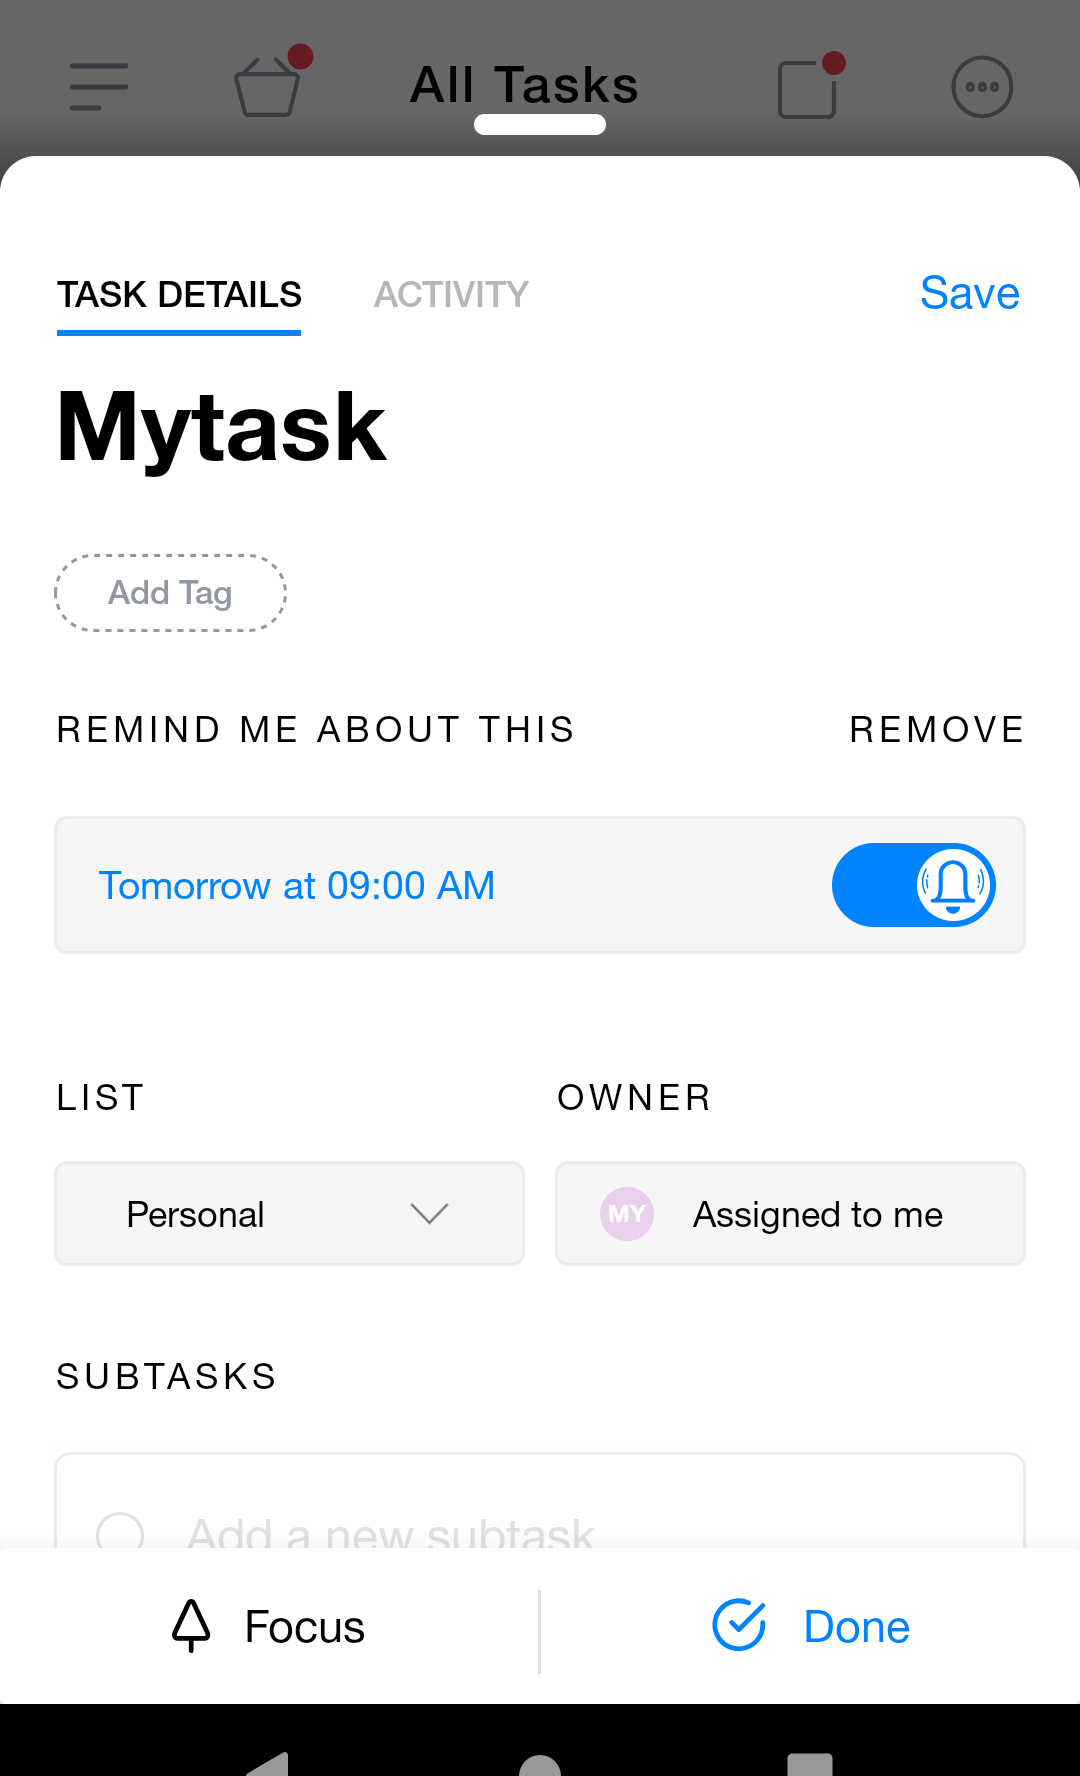 All Tasks
TASK DETAILS ACTIVITY Save
Mytask
Add Tag
REMIND ME ABOUT THIS REMOVE
Tomorrow at 09:00 AM
LIST OWNER
Personal MY Assigned to me
SUBTASKS
Add a new subtask
Focus Done